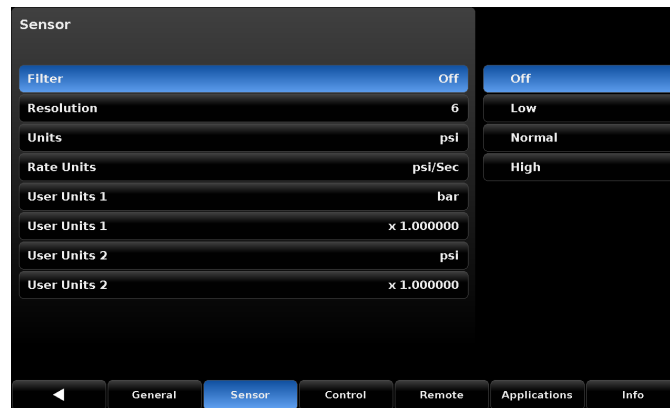 Sensor
Filter Off
Resolution 6
Units psi
Rate Units psi/Sec
User Units 1 bar
User Units 1 x 1.000000
User Units 2 psi
User Units 2 x 1.000000
Off
Low
Normal
High
General Sensor Control Remote Applications Info